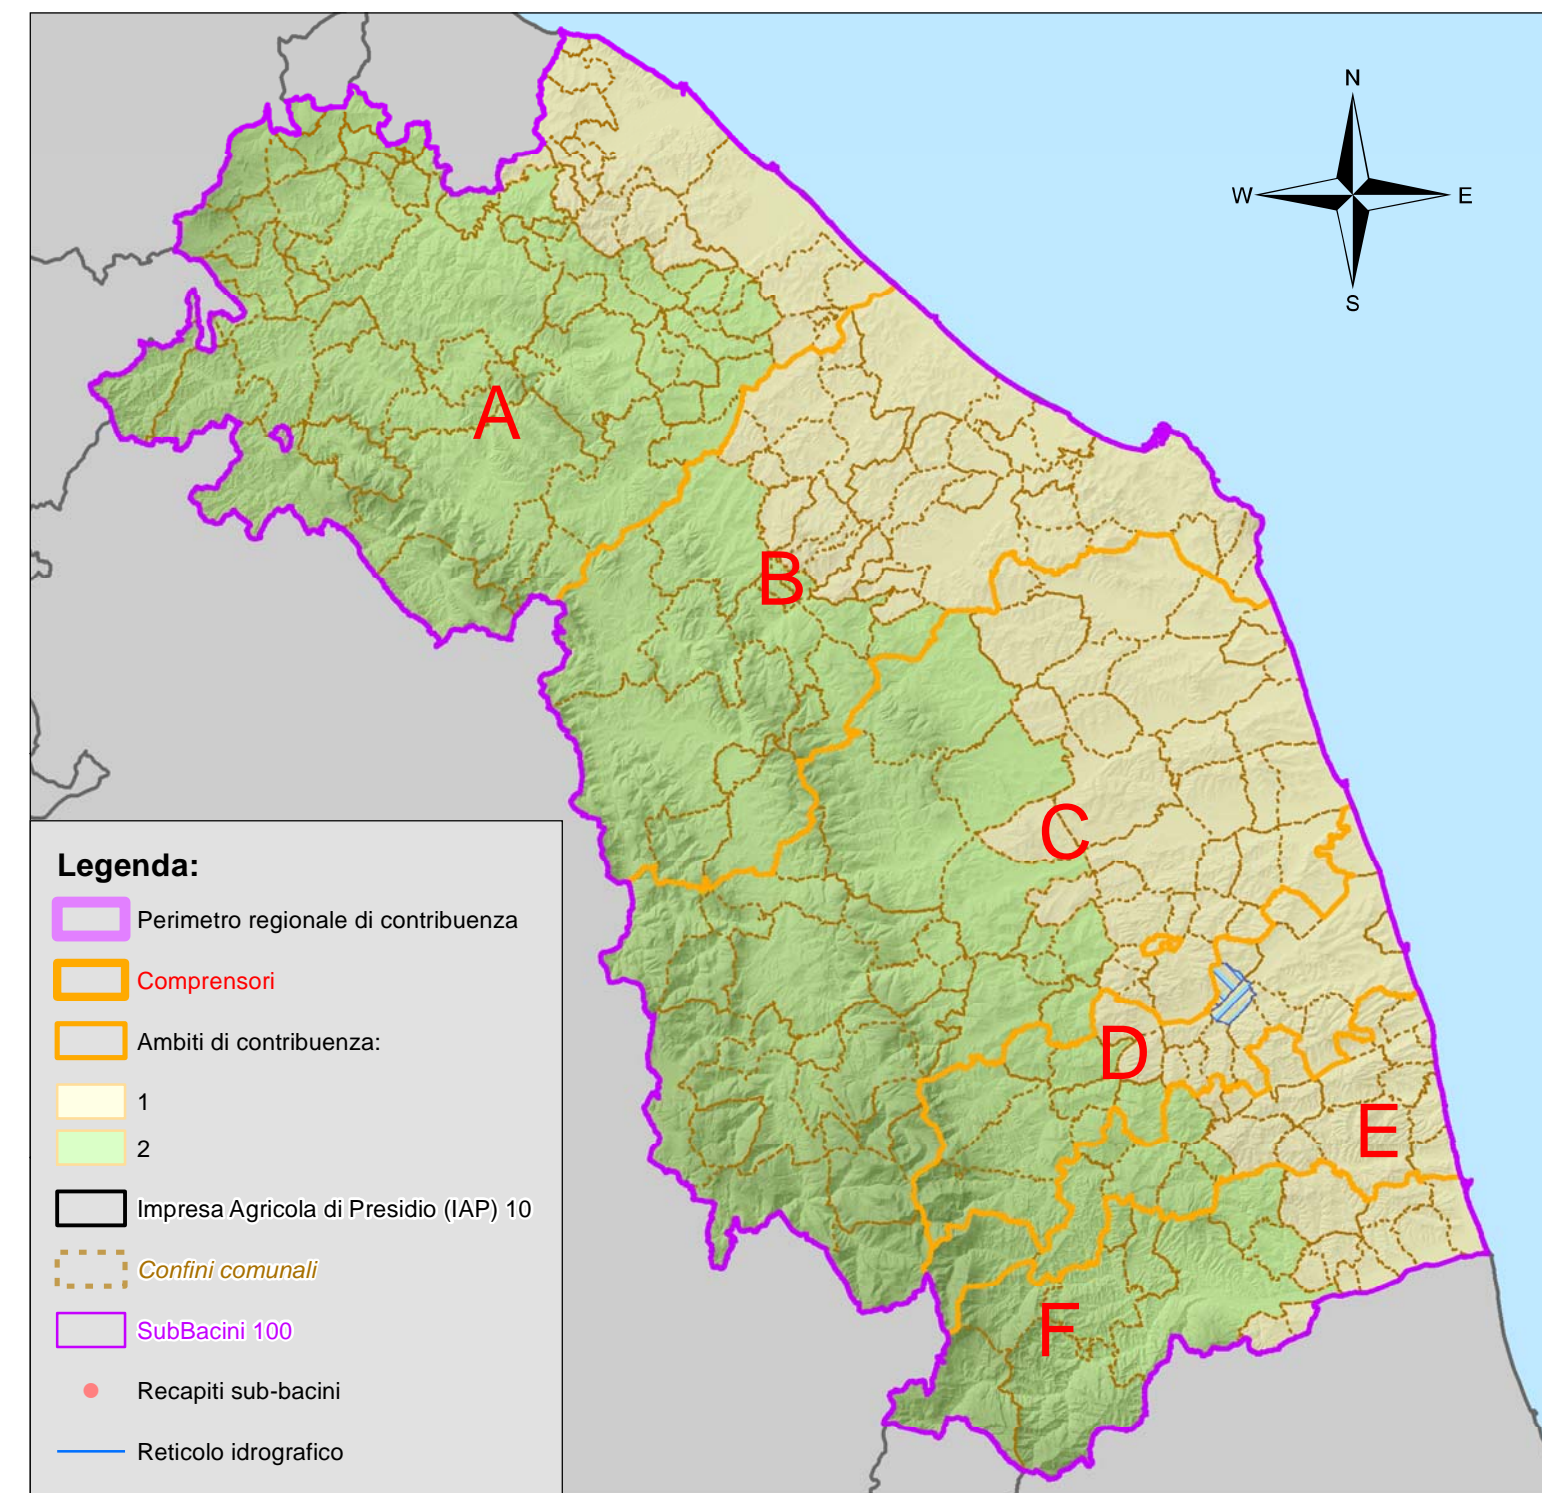 N
W E
S
A
B
C
D
E
F
Legenda:
Perimetro regionale di contribuenza
Comprensori
Ambiti di contribuenza:
1
2
Impresa Agricola di Presidio (IAP) 10
Confini comunali
SubBacini 100
Recapiti sub-bacini
Reticolo idrografico